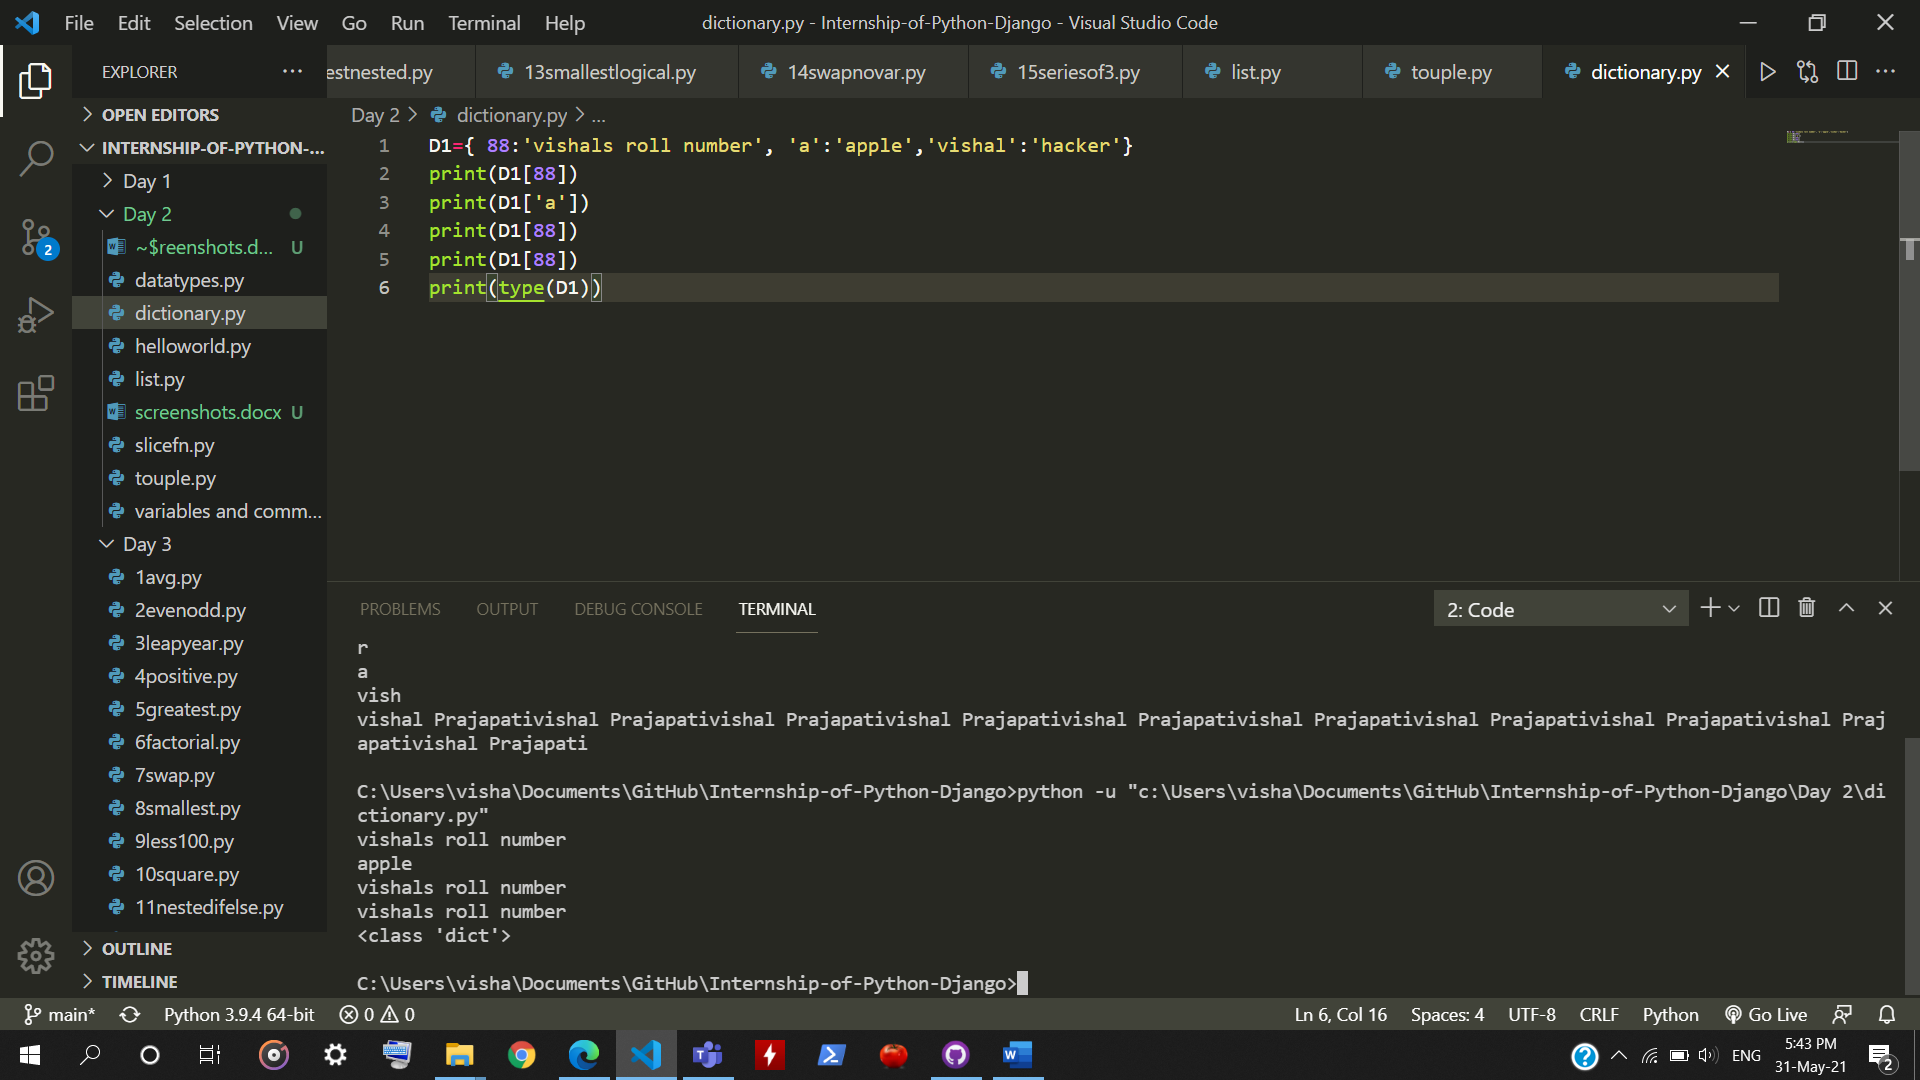 File Edit Selection View Go Run Terminal Help dictionary.py - Internship-of-Python-Django - Visual Studio Code
EXPLORER
estnested.py 13smallestlogical.py 14swapnovar.py 15seriesof3.py list.py touple.py dictionary.py
OPEN EDITORS
INTERNSHIP-OF-PYTHON-...
Day 1
Day 2
~$reenshots.d... U
datatypes.py
dictionary.py
helloworld.py
list.py
screenshots.docx U
slicefn.py
touple.py
variables and comm...
Day 3
1avg.py
2evenodd.py
3leapyear.py
4positive.py
5greatest.py
6factorial.py
7swap.py
8smallest.py
9less100.py
10square.py
11nestedifelse.py
OUTLINE
TIMELINE
2
Day 2 > dictionary.py > ...
1 D1={ 88:'vishals roll number', 'a':'apple','vishal':'hacker'}
2 print(D1[88])
3 print(D1['a'])
4 print(D1[88])
5 print(D1[88])
6 print(type(D1))
PROBLEMS OUTPUT DEBUG CONSOLE TERMINAL 2: Code
r
a
vish
vishal Prajapativishal Prajapativishal Prajapativishal Prajapativishal Prajapativishal Prajapativishal Prajapativishal Prajapativishal Praj
apativishal Prajapati
C:\Users\visha\Documents\GitHub\Internship-of-Python-Django>python -u "c:\Users\visha\Documents\GitHub\Internship-of-Python-Django\Day 2\di
ctionary.py"
vishals roll number
apple
vishals roll number
vishals roll number
<class 'dict'>
C:\Users\visha\Documents\GitHub\Internship-of-Python-Django>
main* Python 3.9.4 64-bit 0 0 Ln 6, Col 16 Spaces: 4 UTF-8 CRLF Python Go Live
ENG 5:43 PM
31-May-21 2